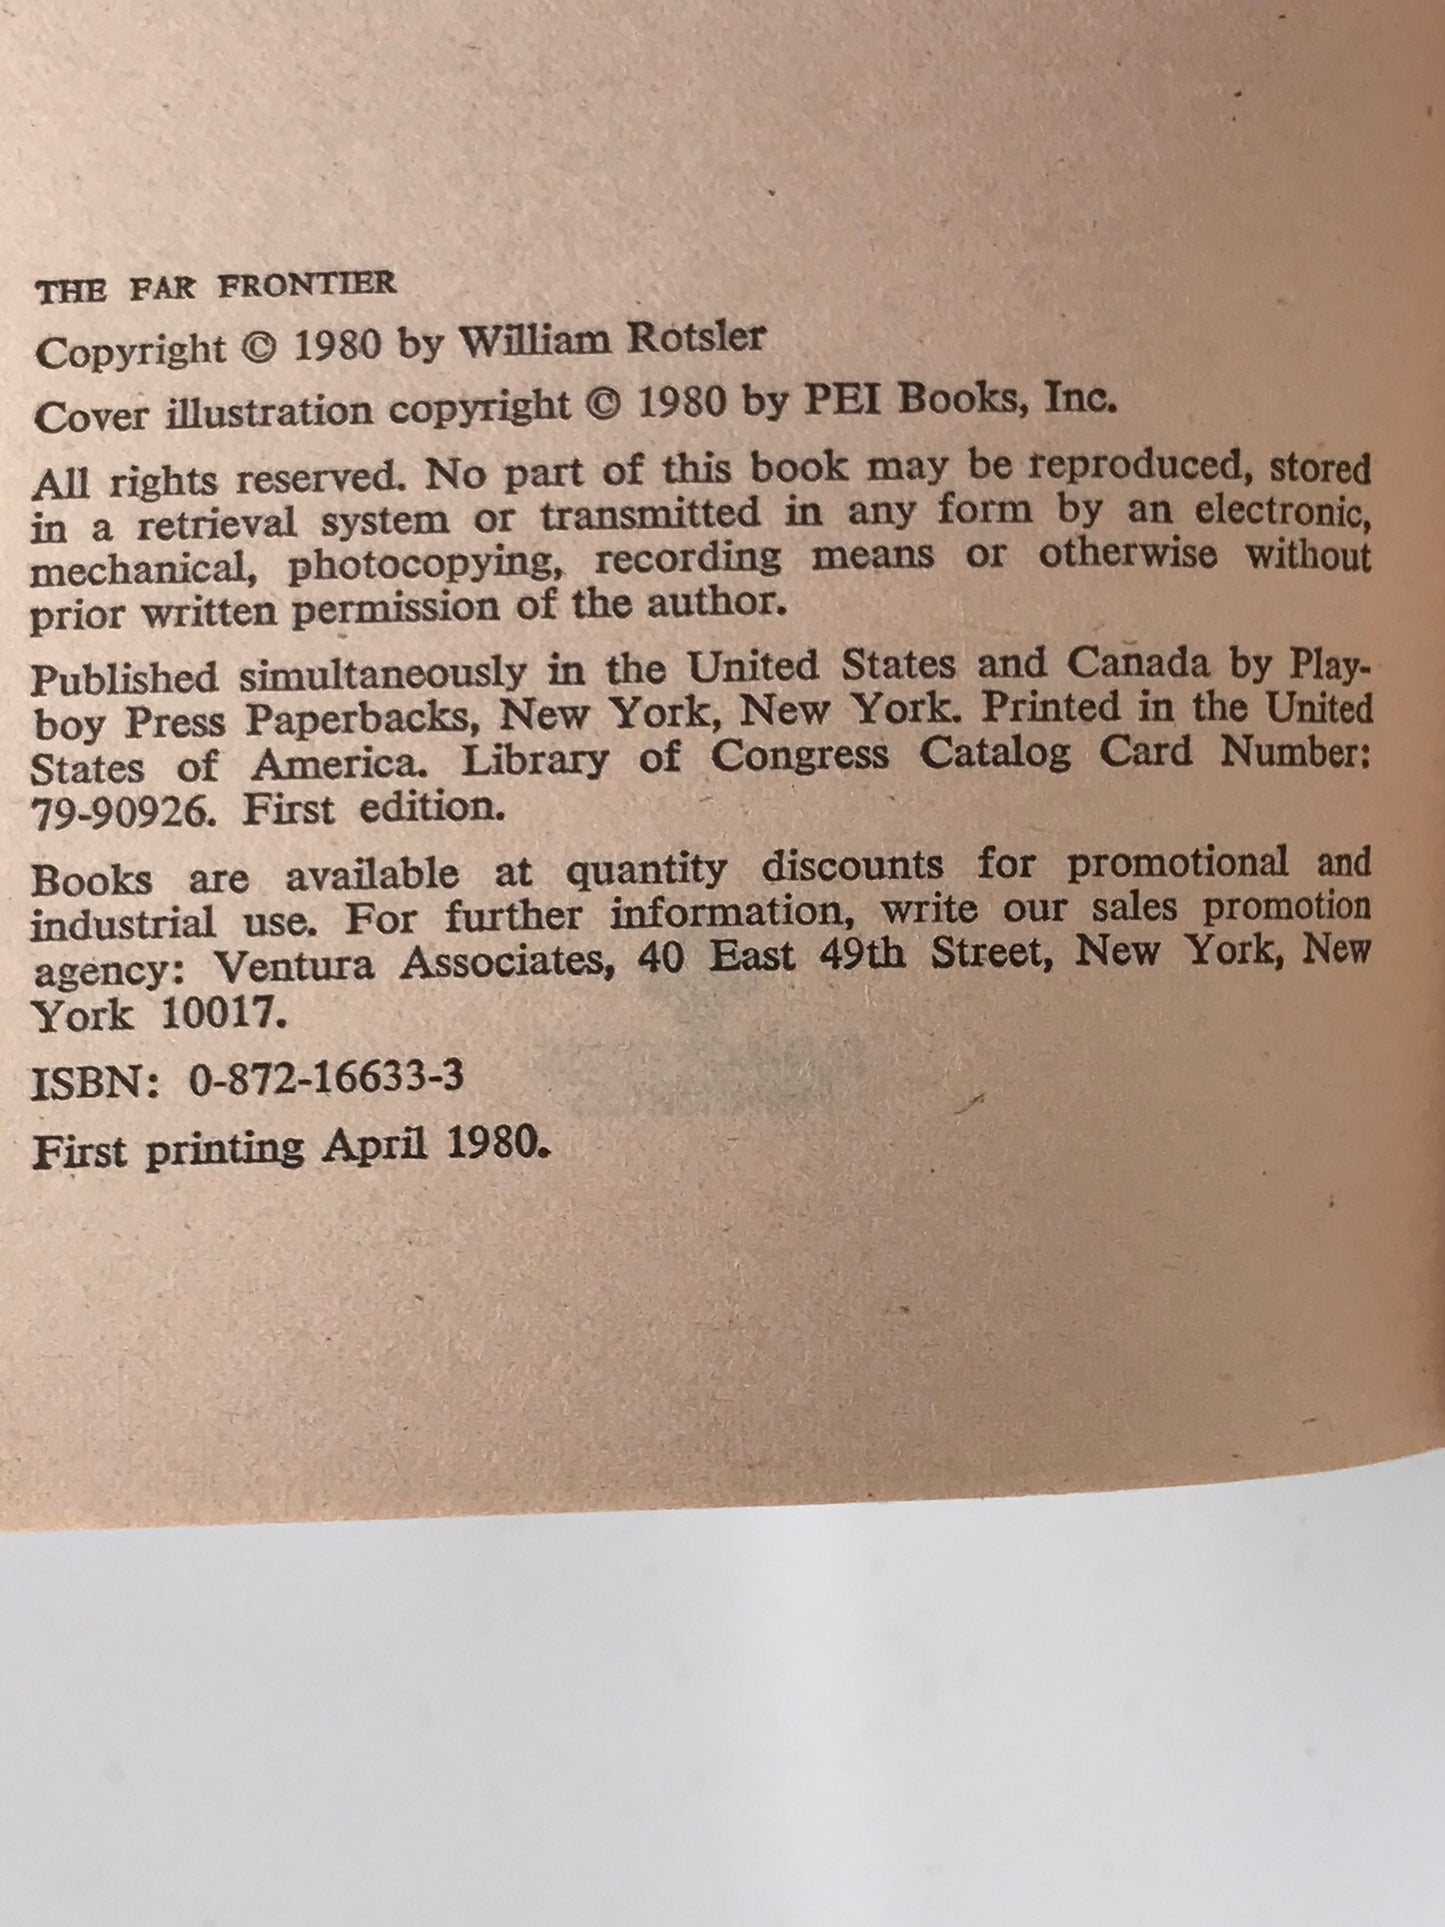 THE FAR FRONTIER
Copyright © 1980 by William Rotsler
Cover illustration copyright © 1980 by PEI Books, Inc.
All rights reserved. No part of this book may be reproduced, stored
in a retrieval system or transmitted in any form by an electronic,
mechanical, photocopying, recording means or otherwise without
prior written permission of the author.
Published simultaneously in the United States and Canada by Play-
boy Press Paperbacks, New York, New York. Printed in the United
States of America. Library of Congress Catalog Card Number:
79-90926. First edition.
Books are available at quantity discounts for promotional and
industrial use. For further information, write our sales promotion
agency: Ventura Associates, 40 East 49th Street, New York, New
York 10017.
ISBN: 0-872-16633-3
First printing April 1980.